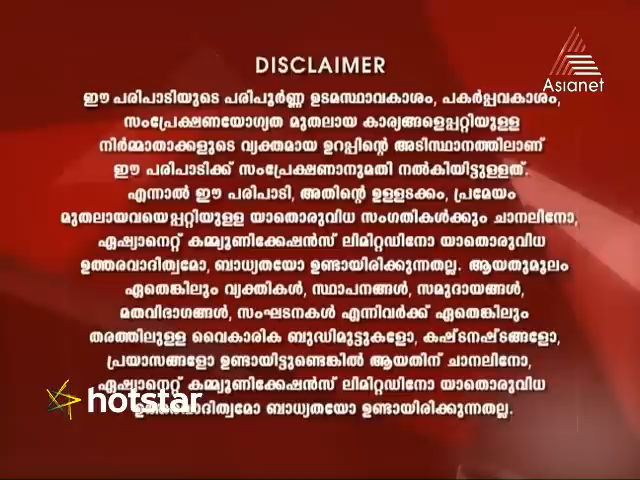 DISCLAIMER
Asianet
ഈ പരിപാടിയുടെ പരിപൂർണ്ണ ഉടമസ്ഥാവകാശം, പകർപ്പവകാശം,
സംപ്രേക്ഷണയോഗ്യത മുതലായ കാര്യങ്ങളെപ്പറ്റിയുള്ള
നിർമ്മാതാക്കളുടെ വ്യക്തമായ ഉറപ്പിന്റെ അടിസ്ഥാനത്തിലാണ്
ഈ പരിപാടിക്ക് സംപ്രേക്ഷണാനുമതി നൽകിയിട്ടുള്ളത്.
എന്നാൽ ഈ പരിപാടി, അതിന്റെ ഉള്ളടക്കം, പ്രമേയം
മുതലായവയെപ്പറ്റിയുള്ള യാതൊരുവിധ സംഗതികൾക്കും ചാനലിനോ,
ഏഷ്യാനെറ്റ് കമ്മ്യൂണിക്കേഷൻസ് ലിമിറ്റഡിനോ യാതൊരുവിധ
ഉത്തരവാദിത്വമോ, ബാധ്യതയോ ഉണ്ടായിരിക്കുന്നതല്ല. ആയതുമൂലം
ഏതെങ്കിലും വ്യക്തികൾ, സ്ഥാപനങ്ങൾ, സമുദായങ്ങൾ,
മതവിഭാഗങ്ങൾ, സംഘടനകൾ എന്നിവർക്ക് ഏതെങ്കിലും
തരത്തിലുള്ള വൈകാരിക ബുദ്ധിമുട്ടുകളോ, കഷ്ടനഷ്ടങ്ങളോ,
പ്രയാസങ്ങളോ ഉണ്ടായിട്ടുണ്ടെങ്കിൽ ആയതിന് ചാനലിനോ,
ഏഷ്യാനെറ്റ് കമ്മ്യൂണിക്കേഷൻസ് ലിമിറ്റഡിനോ യാതൊരുവിധ
hotstar
ഉത്തരവാദിത്വമോ ബാധ്യതയോ ഉണ്ടായിരിക്കുന്നതല്ല.